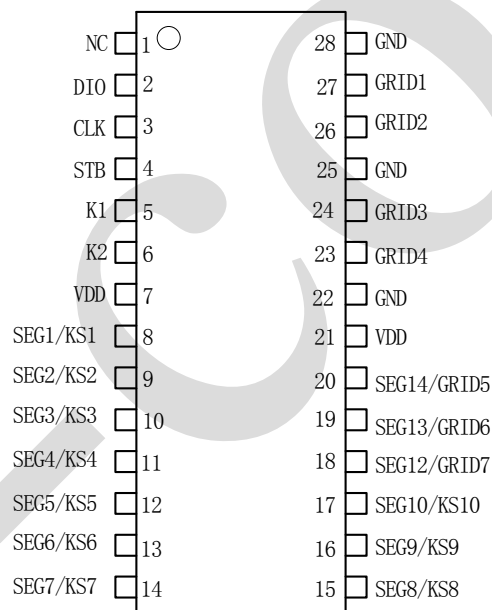 NC 1 28 GND
DIO 2 27 GRID1
CLK 3 26 GRID2
STB 4 25 GND
K1 5 24 GRID3
K2 6 23 GRID4
VDD 7 22 GND
SEG1/KS1 8 21 VDD
SEG2/KS2 9 20 SEG14/GRID5
SEG3/KS3 10 19 SEG13/GRID6
SEG4/KS4 11 18 SEG12/GRID7
SEG5/KS5 12 17 SEG10/KS10
SEG6/KS6 13 16 SEG9/KS9
SEG7/KS7 14 15 SEG8/KS8